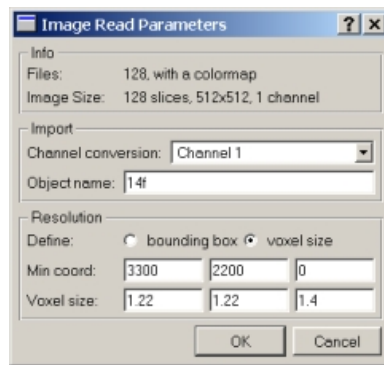 Image Read Parameters
Info
Files: 128, with a colormap
Image Size: 128 slices, 512x512, 1 channel
Import
Channel conversion: Channel 1
Object name: 14f
Resolution
Define: bounding box voxel size
Min coord: 3300 2200 0
Voxel size: 1.22 1.22 1.4
OK Cancel